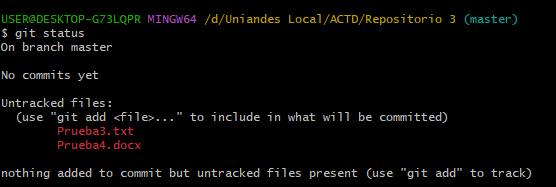 USER@DESKTOP-G73LQPR MINGW64 /d/Uniandes Local/ACTD/Repositorio 3 (master)
$ git status
On branch master
No commits yet
Untracked files:
(use "git add <file>..." to include in what will be committed)
Prueba3.txt
Prueba4.docx
nothing added to commit but untracked files present (use "git add" to track)